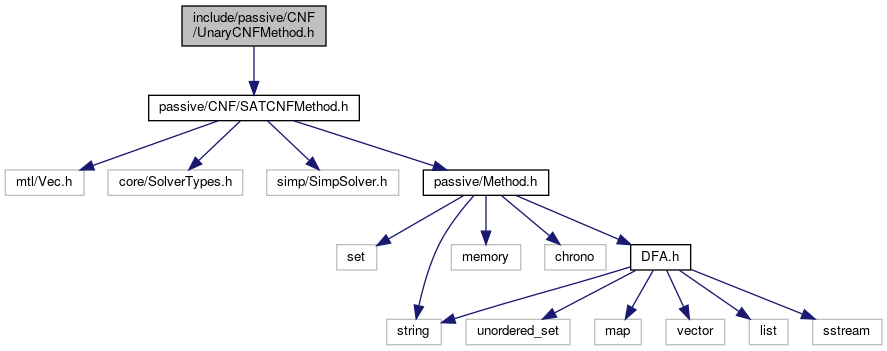 include/passive/CNF
/UnaryCNFMethod.h
passive/CNF/SATCNFMethod.h
mtl/Vec.h
core/SolverTypes.h
simp/SimpSolver.h
passive/Method.h
set
memory
chrono
DFA.h
string
unordered_set
map
vector
list
sstream